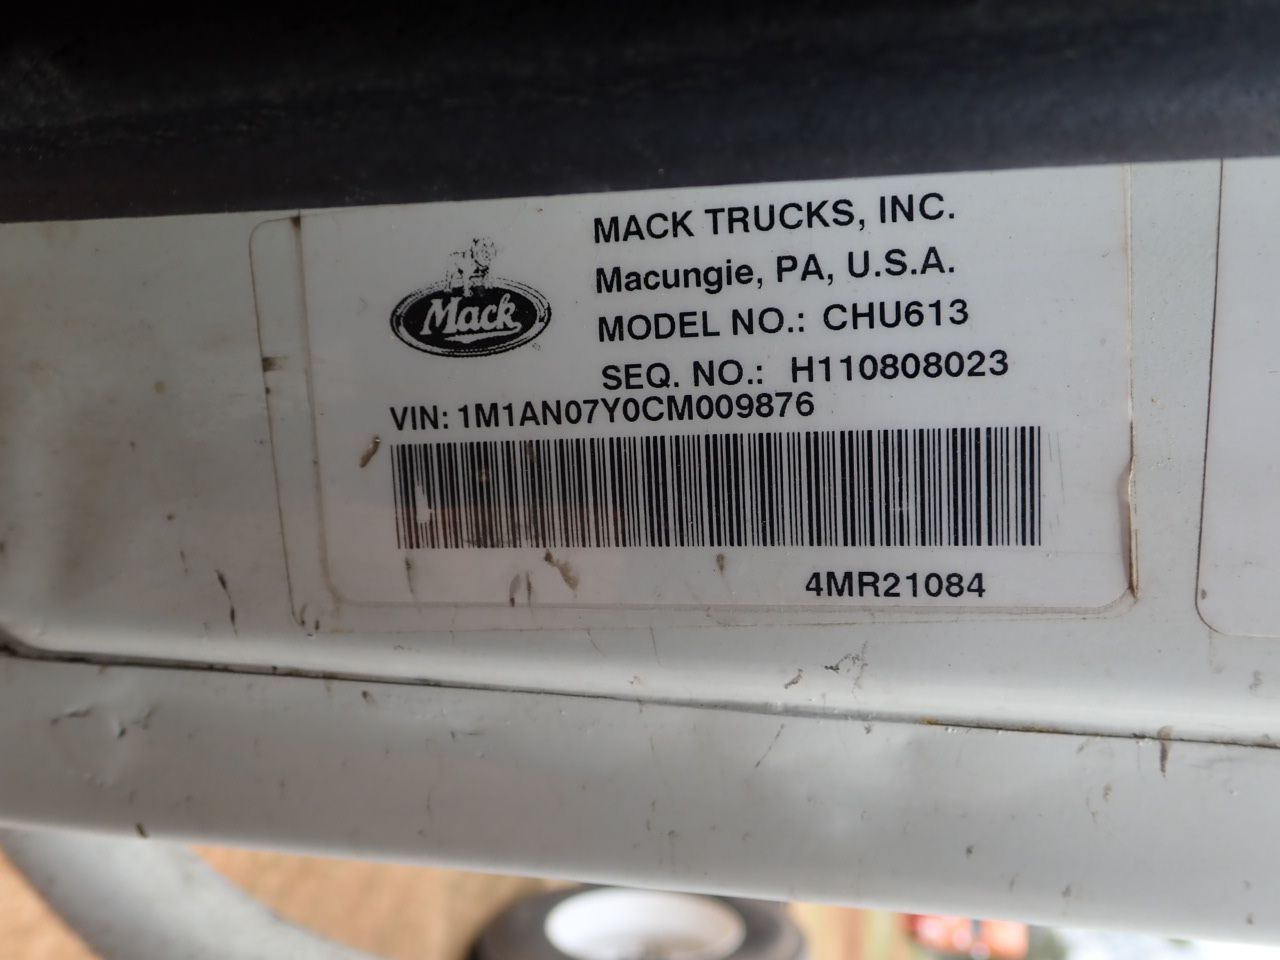 MACK TRUCKS, INC.
Macungie, PA, U.S.A.
Mack
MODEL NO.: CHU613
SEQ. NO.: H110808023
VIN: 1M1AN07Y0CM009876
4MR21084